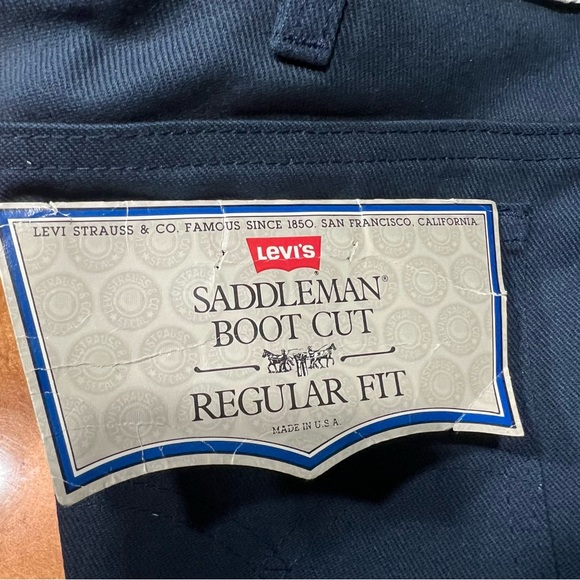 LEVI STRAUSS & CO. FAMOUS SINCE 1850. SAN FRANCISCO, CALIFORNIA
LEVI'S
SADDLEMAN®
BOOT CUT
REGULAR FIT
MADE IN U.S.A.